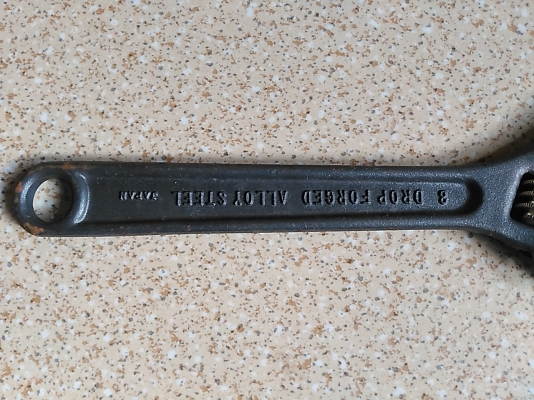 8 DROP FORGED ALLOY STEEL JAPAN